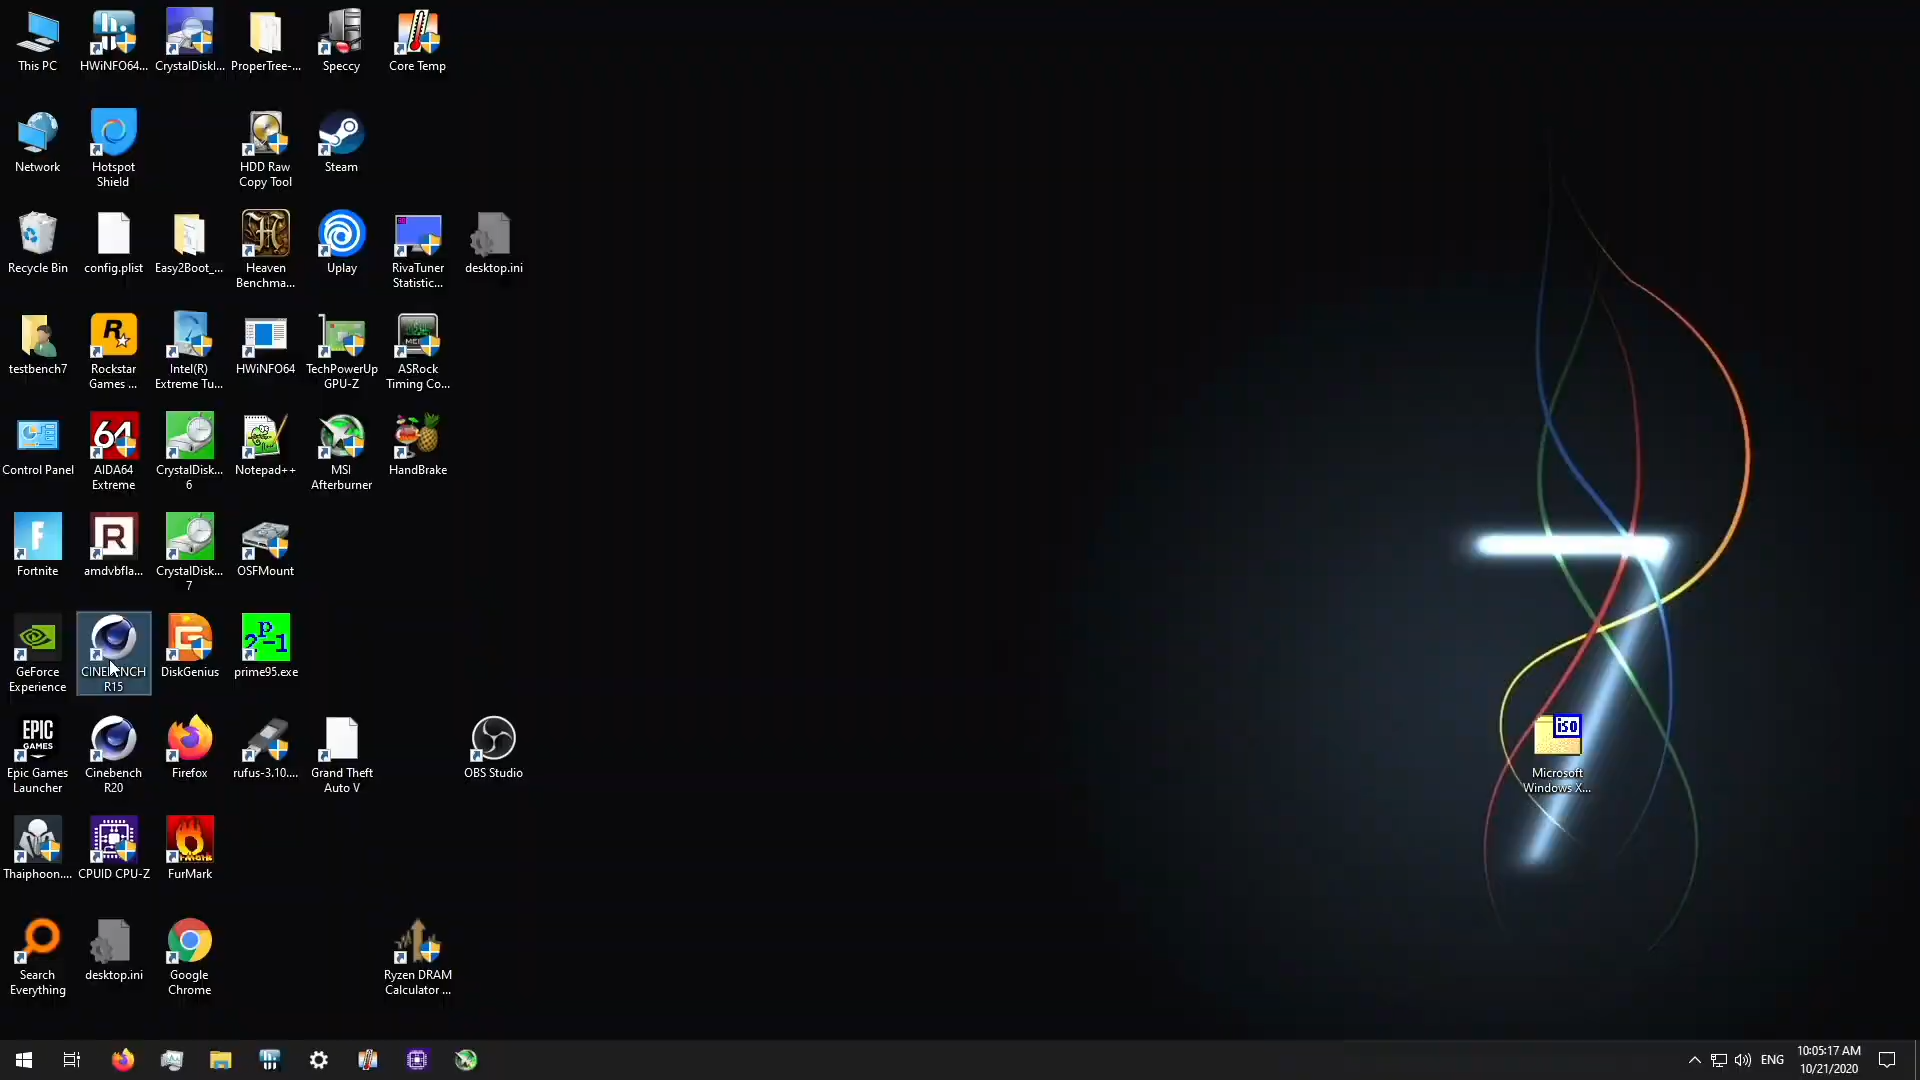 This PC
HWiNFO64...
CrystalDiskI...
ProperTree-...
Speccy
Core Temp
Network
Hotspot
Shield
HDD Raw
Copy Tool
Steam
Recycle Bin
config.plist
Easy2Boot_...
Heaven
Benchma...
Uplay
RivaTuner
Statistic...
desktop.ini
testbench7
Rockstar
Games ...
Intel(R)
Extreme Tu...
HWiNFO64
TechPowerUp
GPU-Z
ASRock
Timing Co...
Control Panel
64
AIDA64
Extreme
CrystalDisk...
6
Notepad++
MSI
Afterburner
HandBrake
Fortnite
amdvbfla...
CrystalDisk...
7
OSFMount
GeForce
Experience
CINEBENCH
R15
DiskGenius
prime95.exe
EPIC
GAMES
Epic Games
Launcher
Cinebench
R20
Firefox
rufus-3.10....
Grand Theft
Auto V
OBS Studio
iso
Microsoft
Windows X...
Thaiphoon....
CPUID CPU-Z
FurMark
Search
Everything
desktop.ini
Google
Chrome
Ryzen DRAM
Calculator ...
ENG
10:05:17 AM
10/21/2020